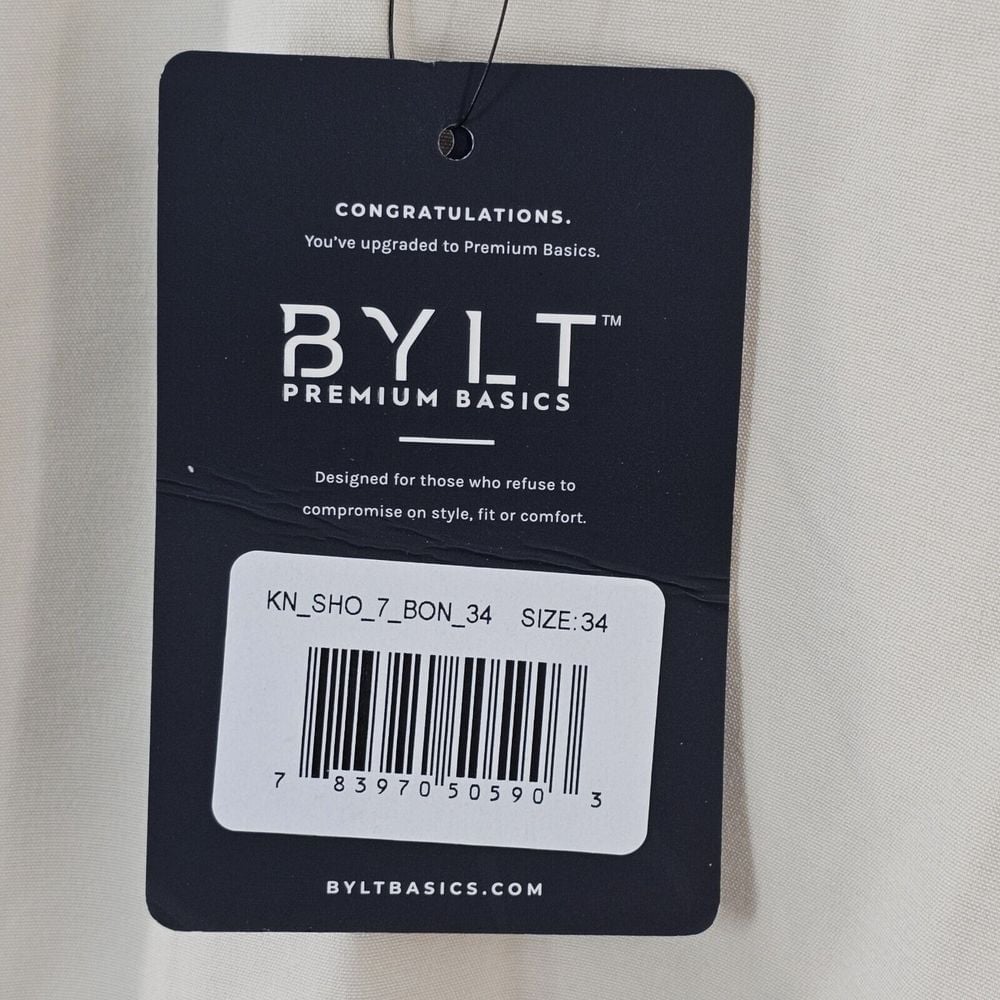 CONGRATULATIONS.
You've upgraded to Premium Basics.
BYLT™
PREMIUM BASICS
Designed for those who refuse to
compromise on style, fit or comfort.
KN_SHO_7_BON_34 SIZE:34
7 83970 50590 3
BYLTBASICS.COM